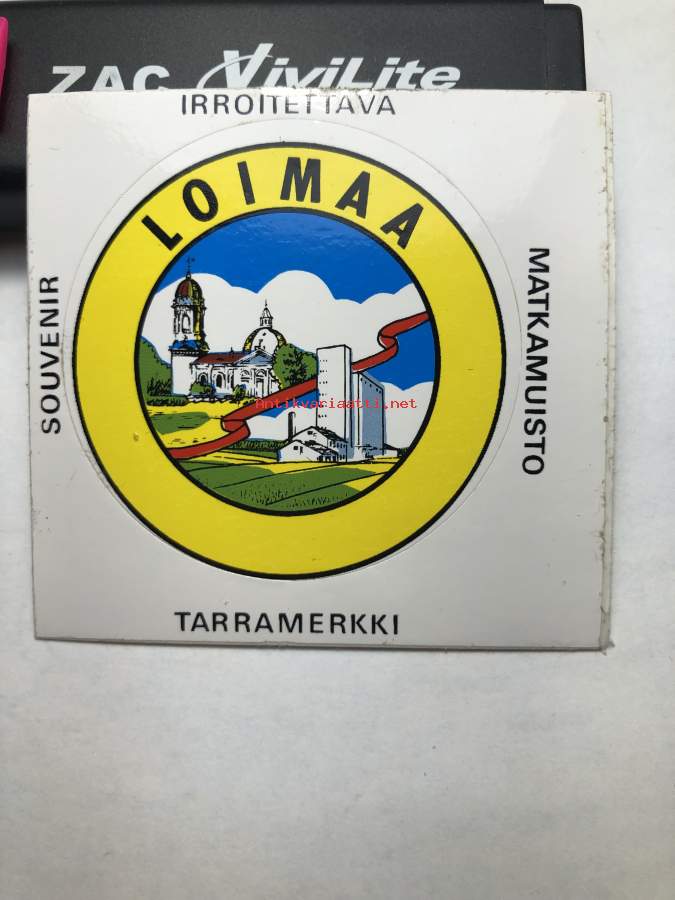 ZAC ViviLite
IRROITETTAVA
LOIMAA
SOUVENIR
MATKAMUISTO
Antikvariaatti.net
TARRAMERKKI